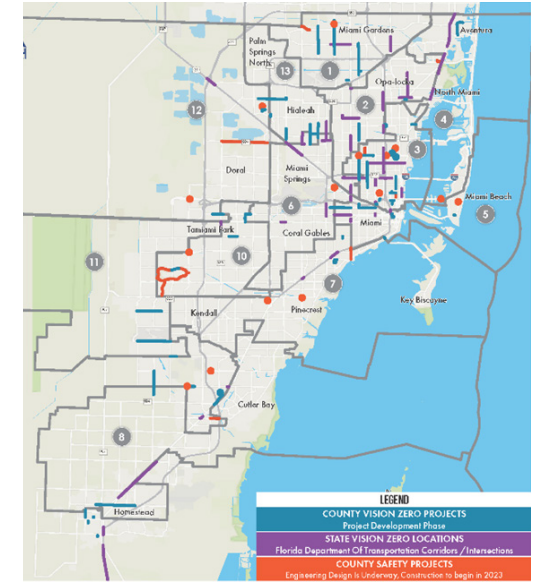 Miami Gardens
Aventura
Palm
Springs
North
13
1
Opa-locka
2
North Miami
12
Hialeah
4
3
Doral
Miami
Springs
Miami Beach
6
5
Miami
Tamiami Park
Coral Gables
10
11
7
Key Biscayne
Kendall
Pinecrest
Cutler Bay
8
Homestead
LEGEND
COUNTY VISION ZERO PROJECTS
Project Development Phase
STATE VISION ZERO LOCATIONS
Florida Department Of Transportation Corridors / Intersections
COUNTY SAFETY PROJECTS
Engineering Design Is Underway, Construction to begin in 2023